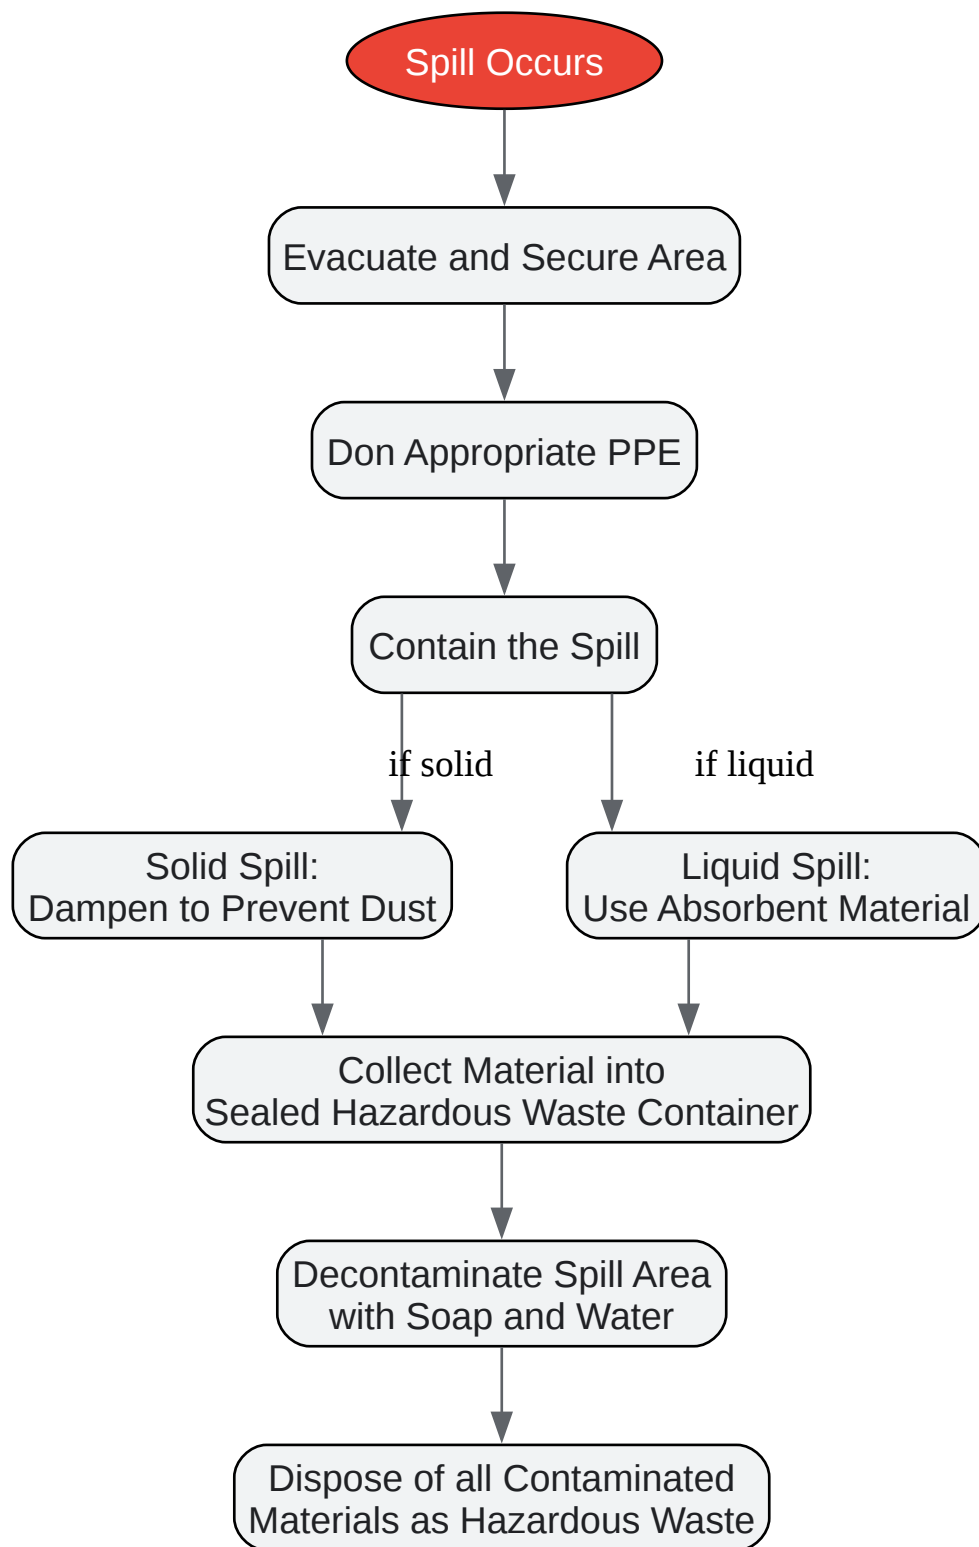 Spill Occurs
Evacuate and Secure Area
Don Appropriate PPE
Contain the Spill
if solid
if liquid
Solid Spill:
Dampen to Prevent Dust
Liquid Spill:
Use Absorbent Material
Collect Material into
Sealed Hazardous Waste Container
Decontaminate Spill Area
with Soap and Water
Dispose of all Contaminated
Materials as Hazardous Waste